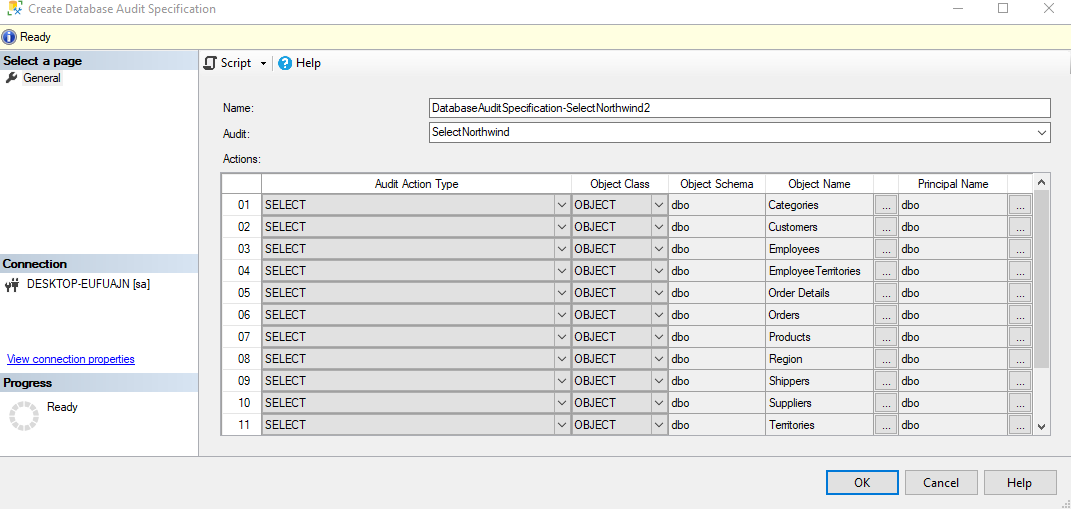 Create Database Audit Specification
Ready
Select a page
General
Script Help
Name: DatabaseAuditSpecification-SelectNorthwind2
Audit: SelectNorthwind
Actions:
Audit Action Type Object Class Object Schema Object Name Principal Name
01 SELECT OBJECT dbo Categories ... dbo ...
02 SELECT OBJECT dbo Customers ... dbo ...
03 SELECT OBJECT dbo Employees ... dbo ...
04 SELECT OBJECT dbo EmployeeTerritories ... dbo ...
05 SELECT OBJECT dbo Order Details ... dbo ...
06 SELECT OBJECT dbo Orders ... dbo ...
07 SELECT OBJECT dbo Products ... dbo ...
08 SELECT OBJECT dbo Region ... dbo ...
09 SELECT OBJECT dbo Shippers ... dbo ...
10 SELECT OBJECT dbo Suppliers ... dbo ...
11 SELECT OBJECT dbo Territories ... dbo ...
Connection
DESKTOP-EUFUAJN [sa]
View connection properties
Progress
Ready
OK Cancel Help